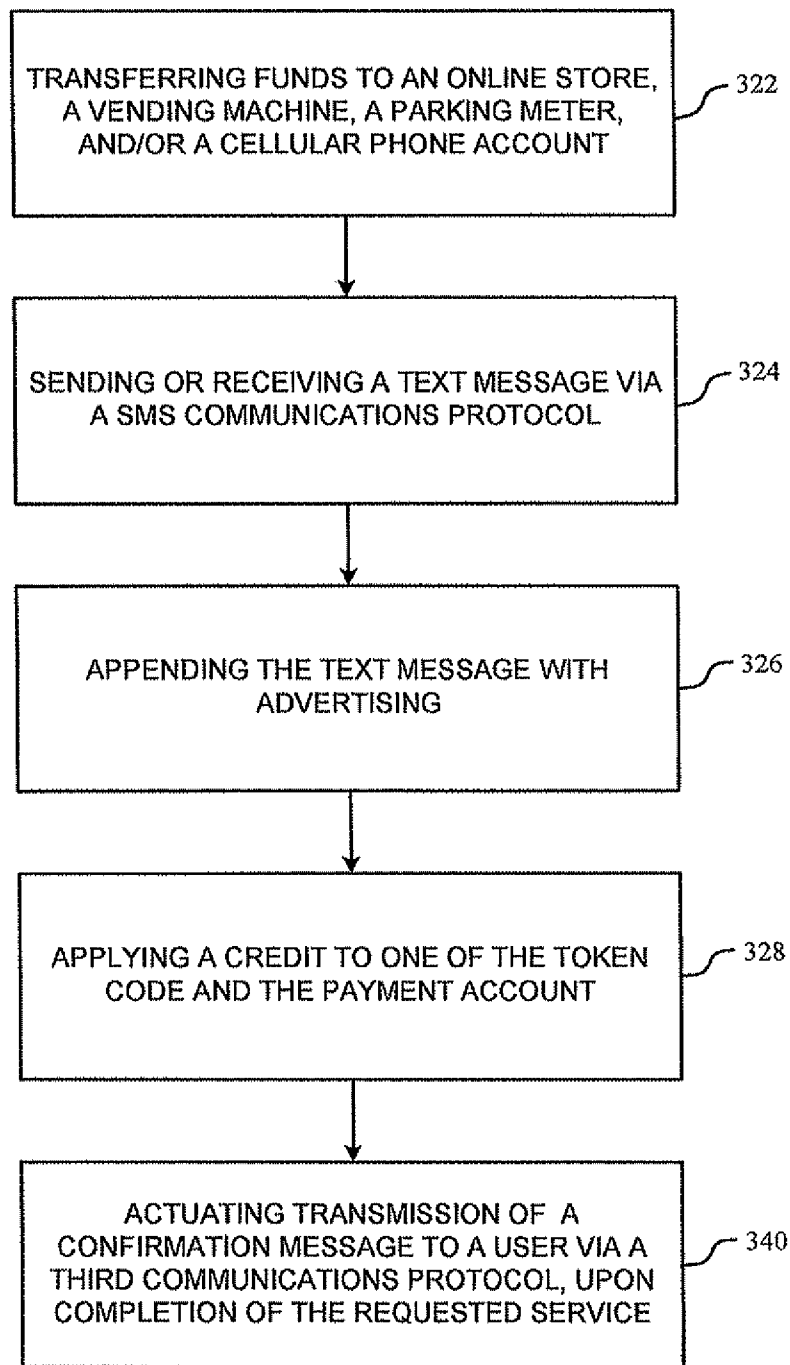 TRANSFERRING FUNDS TO AN ONLINE STORE,
A VENDING MACHINE, A PARKING METER,
AND/OR A CELLULAR PHONE ACCOUNT
322
SENDING OR RECEIVING A TEXT MESSAGE VIA
A SMS COMMUNICATIONS PROTOCOL
324
APPENDING THE TEXT MESSAGE WITH
ADVERTISING
326
APPLYING A CREDIT TO ONE OF THE TOKEN
CODE AND THE PAYMENT ACCOUNT
328
ACTUATING TRANSMISSION OF A
CONFIRMATION MESSAGE TO A USER VIA A
THIRD COMMUNICATIONS PROTOCOL, UPON
COMPLETION OF THE REQUESTED SERVICE
340